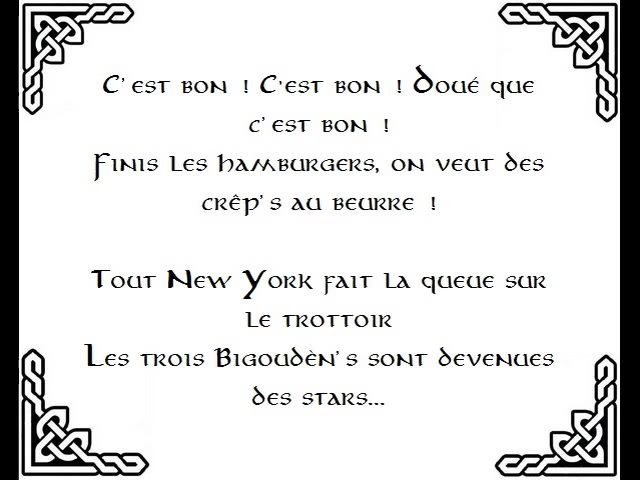 C'est bon ! C'est bon ! Doué que
c'est bon !
Finis les hamburgers, on veut des
crêp's au beurre !
Tout New York fait la queue sur
le trottoir
Les trois Bigoudèn's sont devenues
des stars...